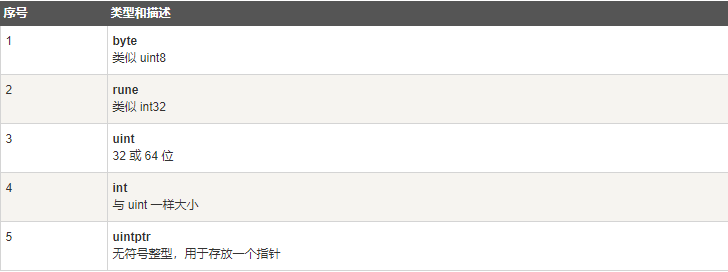 序号 类型和描述
1 byte
类似 uint8
2 rune
类似 int32
3 uint
32 或 64 位
4 int
与 uint 一样大小
5 uintptr
无符号整型，用于存放一个指针